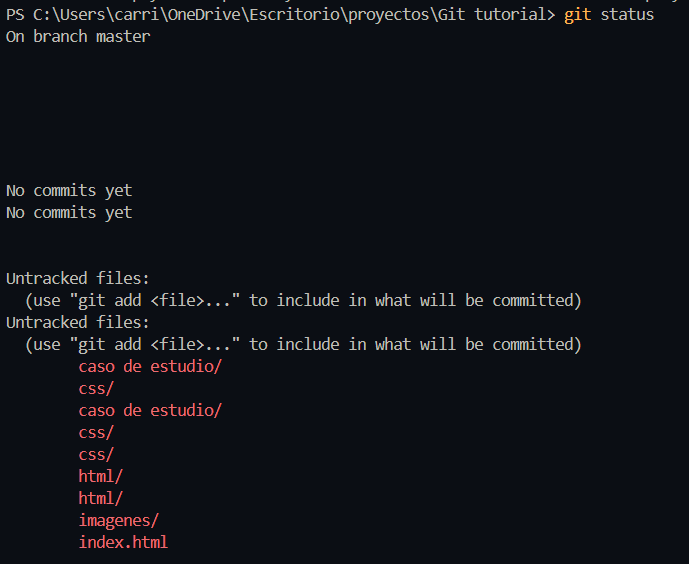 PS C:\Users\carri\OneDrive\Escritorio\proyectos\Git tutorial> git status
On branch master
No commits yet
No commits yet
Untracked files:
  (use "git add <file>..." to include in what will be committed)
Untracked files:
  (use "git add <file>..." to include in what will be committed)
        caso de estudio/
        css/
        caso de estudio/
        css/
        css/
        html/
        html/
        imagenes/
        index.html